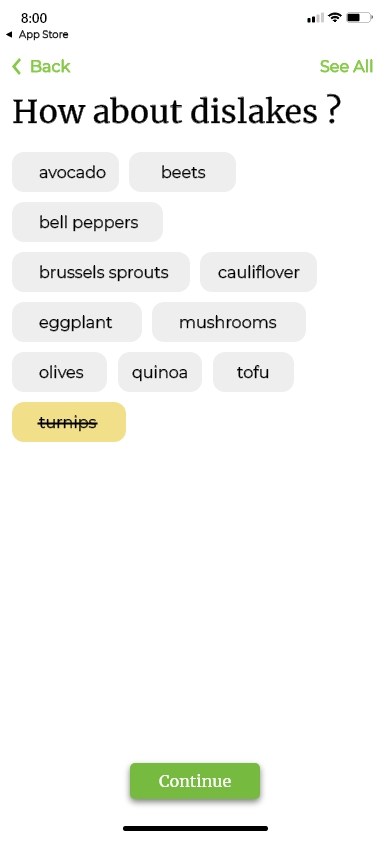 8:00
App Store
Back See All
How about dislakes ?
avocado beets
bell peppers
brussels sprouts cauliflover
eggplant mushrooms
olives quinoa tofu
turnips
Continue